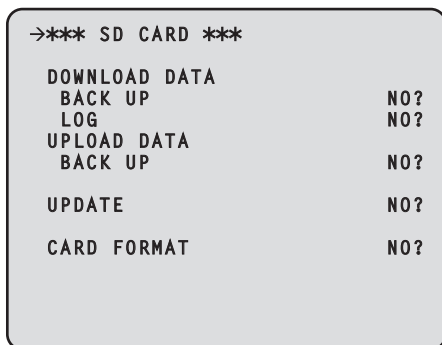 →*** SD CARD ***
DOWNLOAD DATA
BACK UP NO?
LOG NO?
UPLOAD DATA
BACK UP NO?
UPDATE NO?
CARD FORMAT NO?